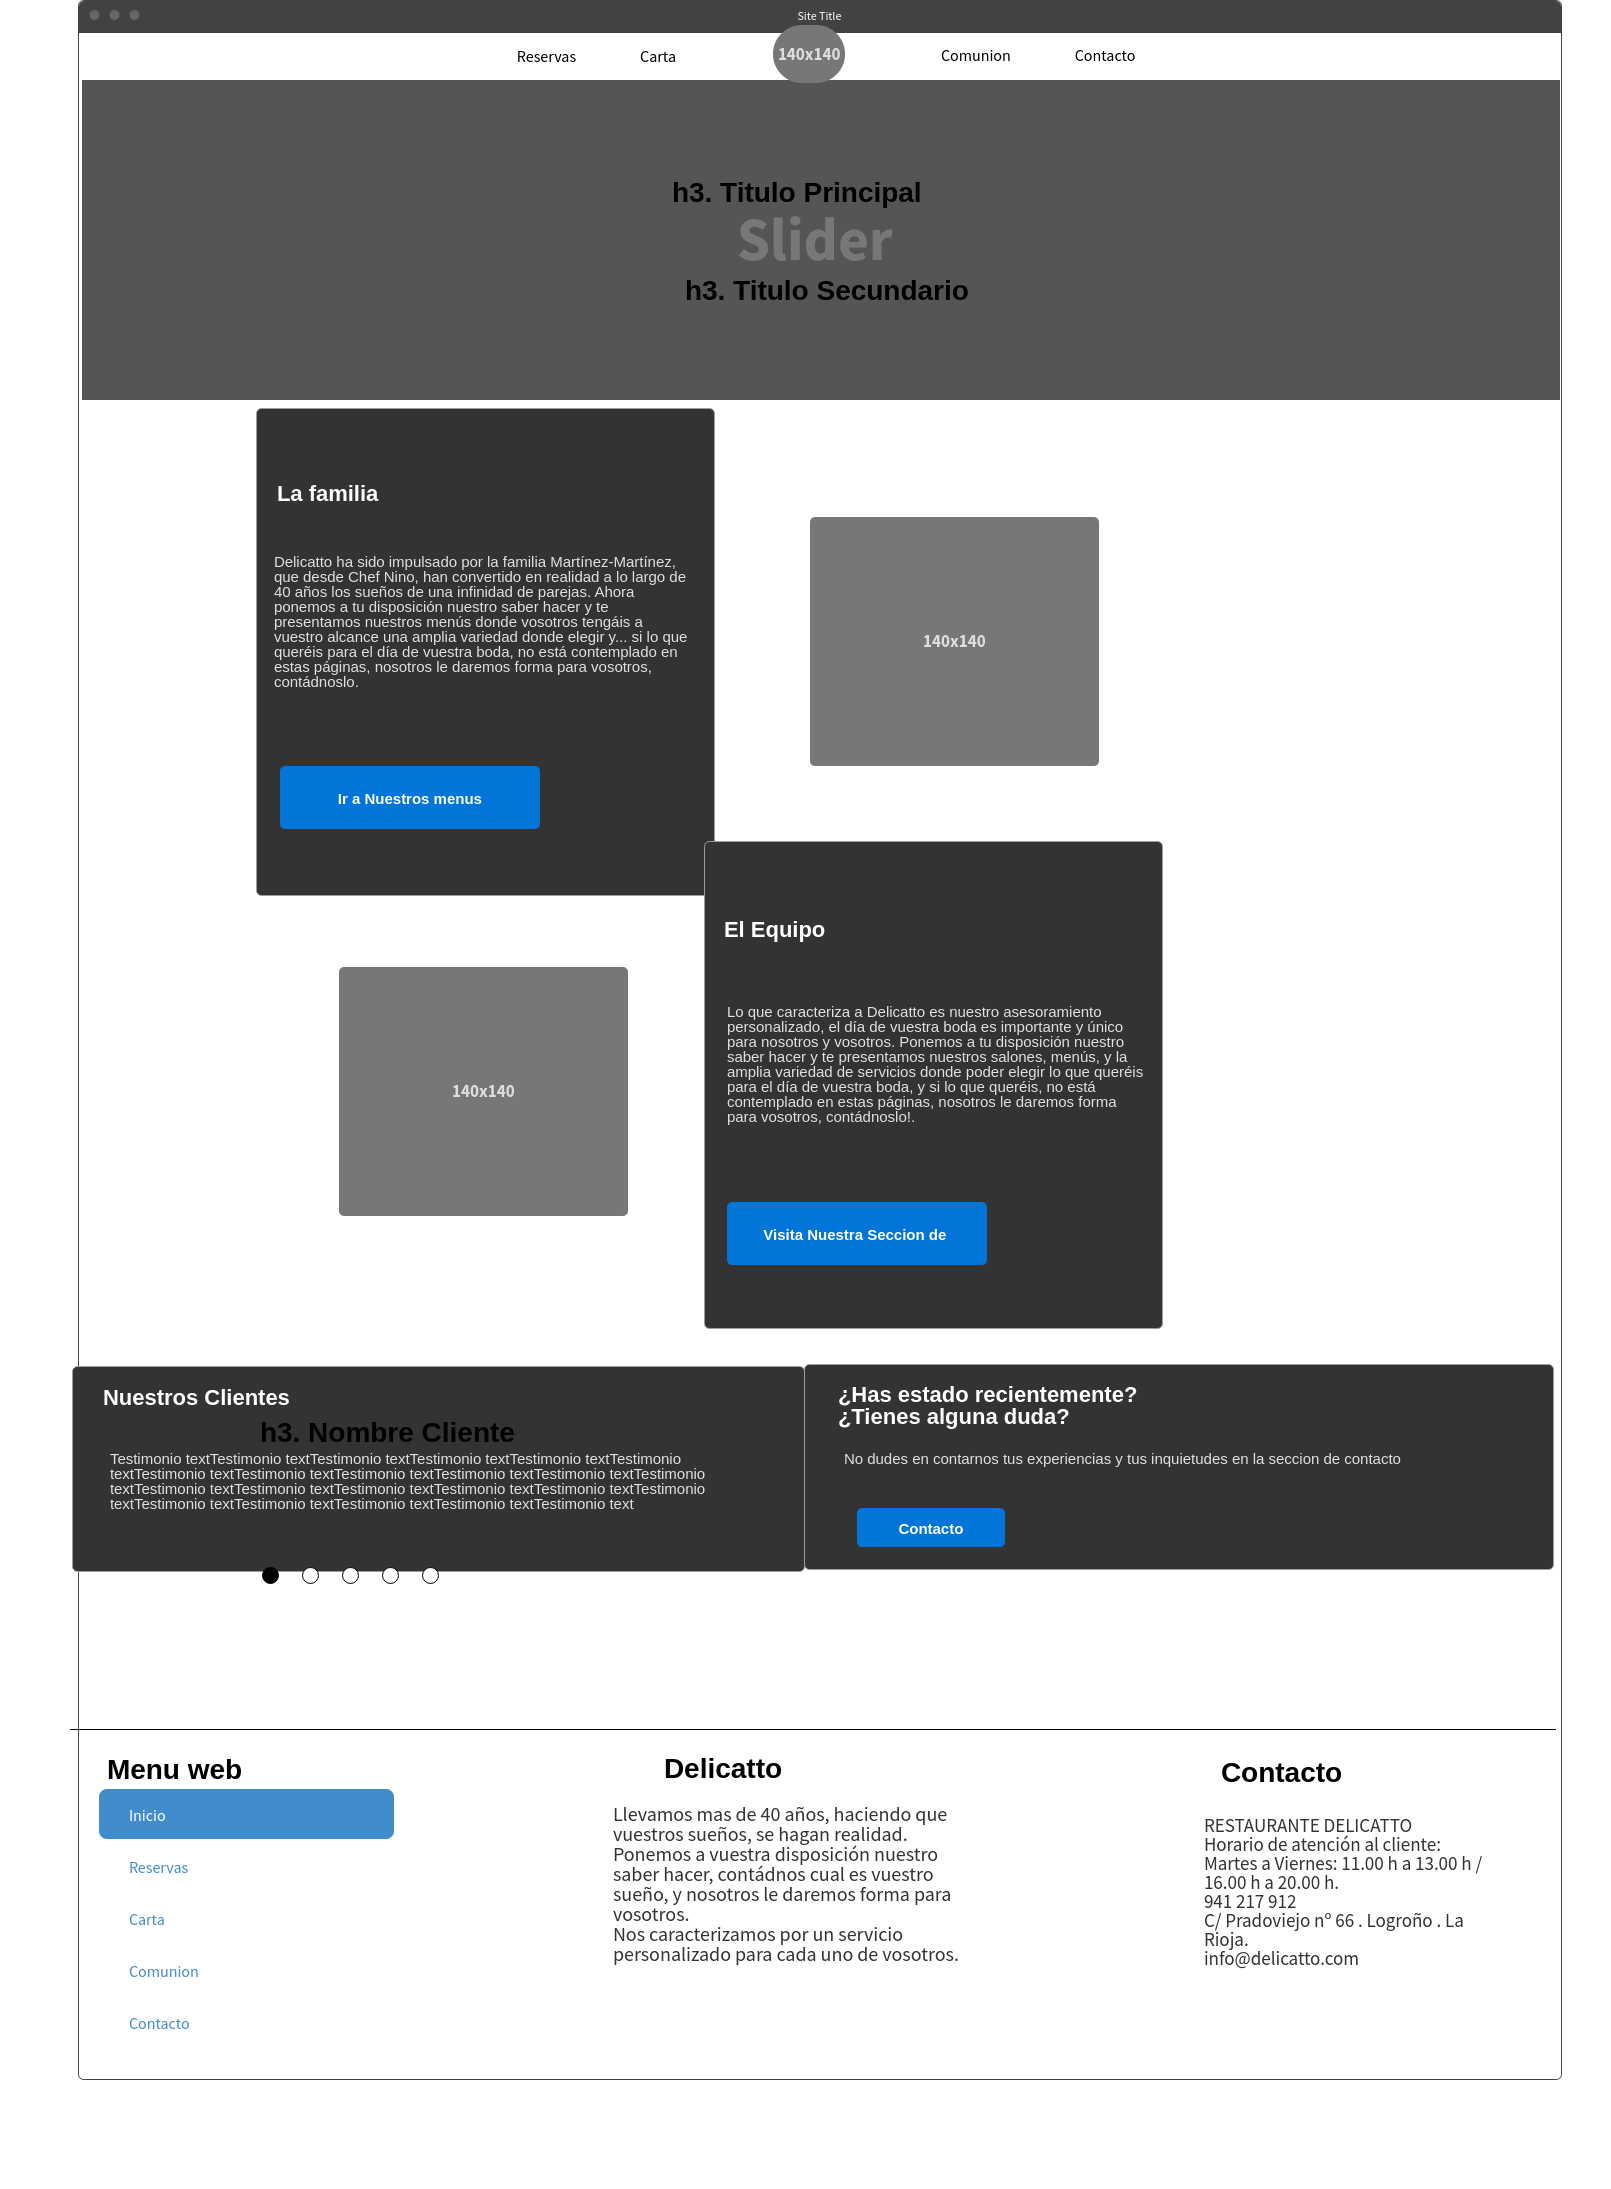 Site Title
Reservas
Carta
140x140
Comunion
Contacto
h3. Titulo Principal
Slider
h3. Titulo Secundario
La familia
Delicatto ha sido impulsado por la familia Martínez-Martínez,
que desde Chef Nino, han convertido en realidad a lo largo de
40 años los sueños de una infinidad de parejas. Ahora
ponemos a tu disposición nuestro saber hacer y te
presentamos nuestros menús donde vosotros tengáis a
vuestro alcance una amplia variedad donde elegir y... si lo que
queréis para el día de vuestra boda, no está contemplado en
estas páginas, nosotros le daremos forma para vosotros,
contádnoslo.
Ir a Nuestros menus
140x140
El Equipo
Lo que caracteriza a Delicatto es nuestro asesoramiento
personalizado, el día de vuestra boda es importante y único
para nosotros y vosotros. Ponemos a tu disposición nuestro
saber hacer y te presentamos nuestros salones, menús, y la
amplia variedad de servicios donde poder elegir lo que queréis
para el día de vuestra boda, y si lo que queréis, no está
contemplado en estas páginas, nosotros le daremos forma
para vosotros, contádnoslo!.
140x140
Visita Nuestra Seccion de
Nuestros Clientes
h3. Nombre Cliente
Testimonio textTestimonio textTestimonio textTestimonio textTestimonio textTestimonio
textTestimonio textTestimonio textTestimonio textTestimonio textTestimonio textTestimonio
textTestimonio textTestimonio textTestimonio textTestimonio textTestimonio textTestimonio
textTestimonio textTestimonio textTestimonio textTestimonio textTestimonio text
¿Has estado recientemente?
¿Tienes alguna duda?
No dudes en contarnos tus experiencias y tus inquietudes en la seccion de contacto
Contacto
Menu web
Inicio
Reservas
Carta
Comunion
Contacto
Delicatto
Llevamos mas de 40 años, haciendo que
vuestros sueños, se hagan realidad.
Ponemos a vuestra disposición nuestro
saber hacer, contádnos cual es vuestro
sueño, y nosotros le daremos forma para
vosotros.
Nos caracterizamos por un servicio
personalizado para cada uno de vosotros.
Contacto
RESTAURANTE DELICATTO
Horario de atención al cliente:
Martes a Viernes: 11.00 h a 13.00 h /
16.00 h a 20.00 h.
941 217 912
C/ Pradoviejo nº 66 . Logroño . La
Rioja.
info@delicatto.com